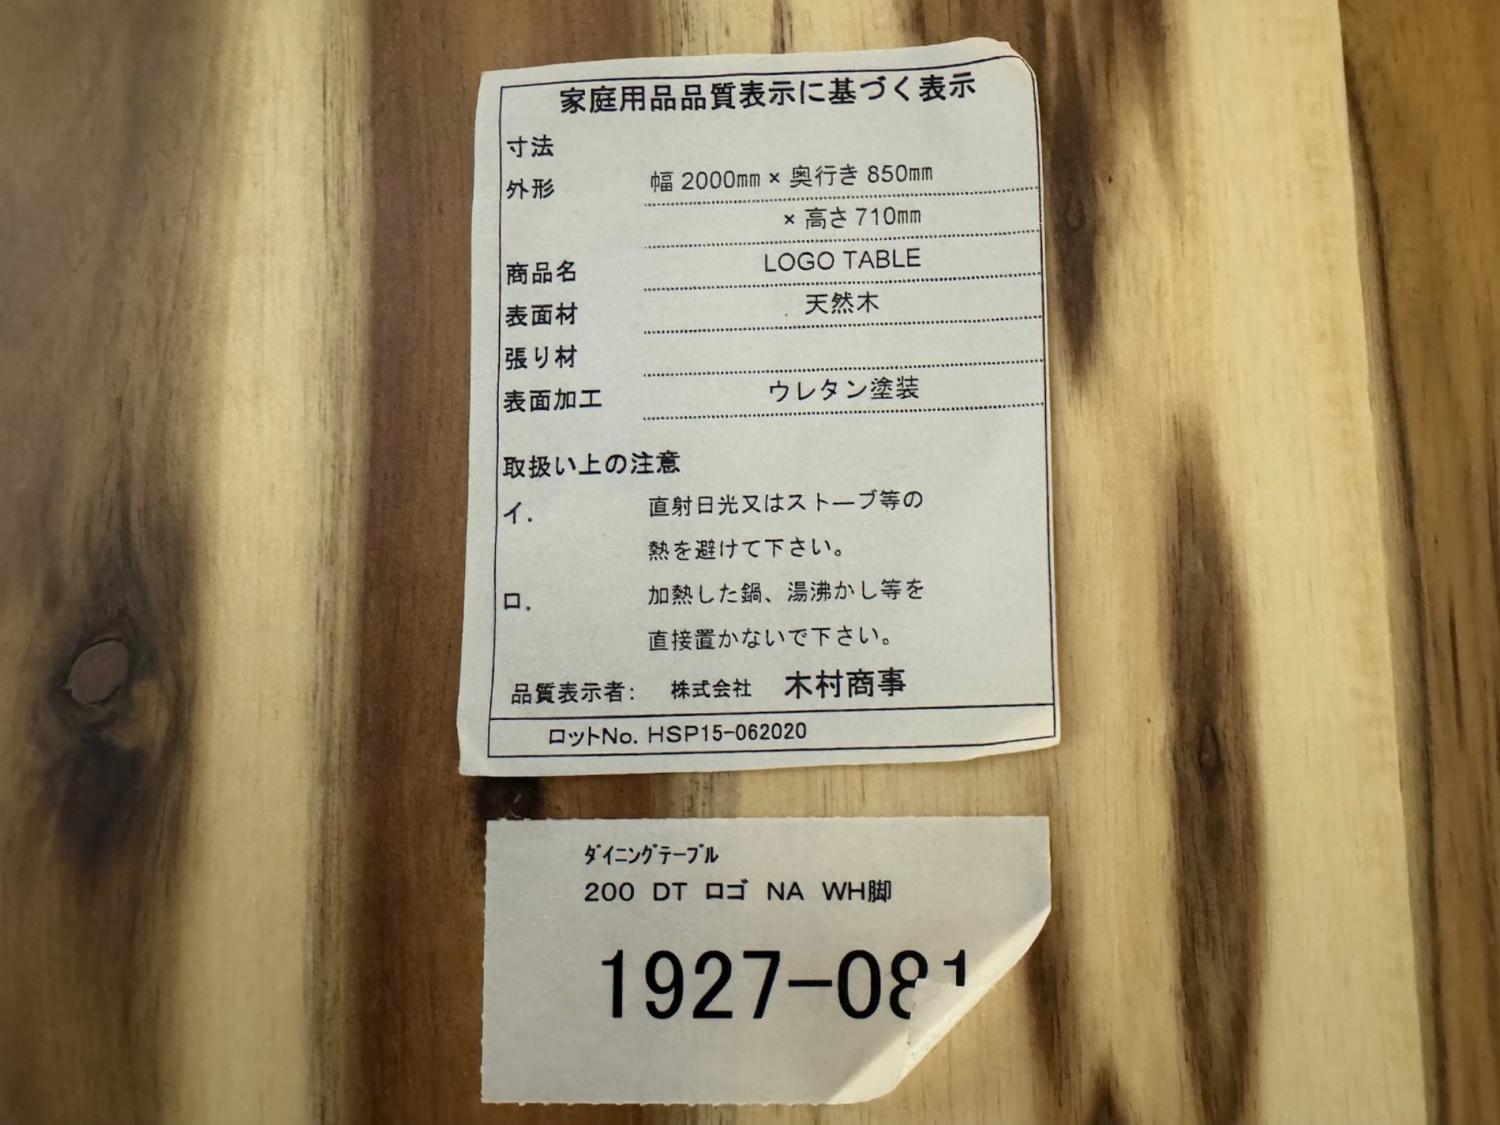 家庭用品品質表示に基づく表示
寸法
外形 幅 2000mm × 奥行き 850mm
× 高さ 710mm
商品名 LOGO TABLE
表面材 天然木
張り材
表面加工 ウレタン塗装
取扱い上の注意
イ. 直射日光又はストーブ等の
熱を避けて下さい。
ロ. 加熱した鍋、湯沸かし等を
直接置かないで下さい。
品質表示者: 株式会社 木村商事
ロットNo. HSP15-062020
ダイニングテーブル
200 DT ロゴ NA WH脚
1927-081